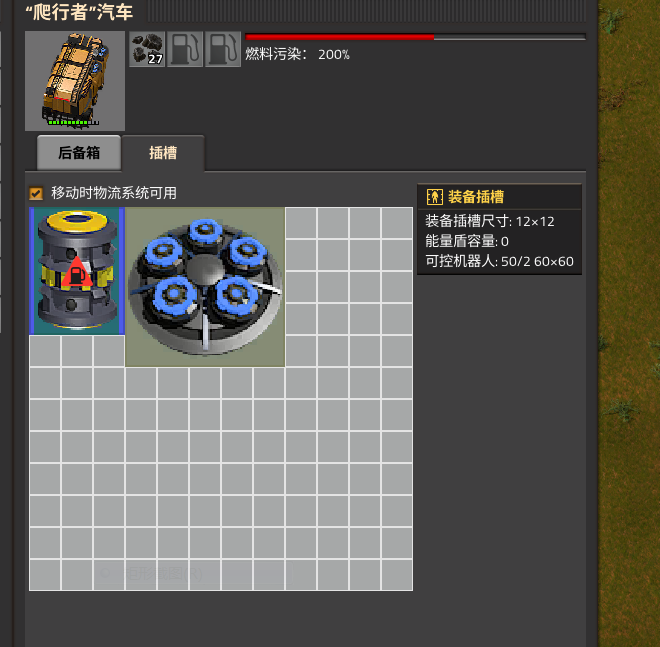 “爬行者”汽车
27
燃料污染： 200%
后备箱
插槽
移动时物流系统可用
装备插槽
装备插槽尺寸: 12×12
能量盾容量: 0
可控机器人: 50/2 60×60